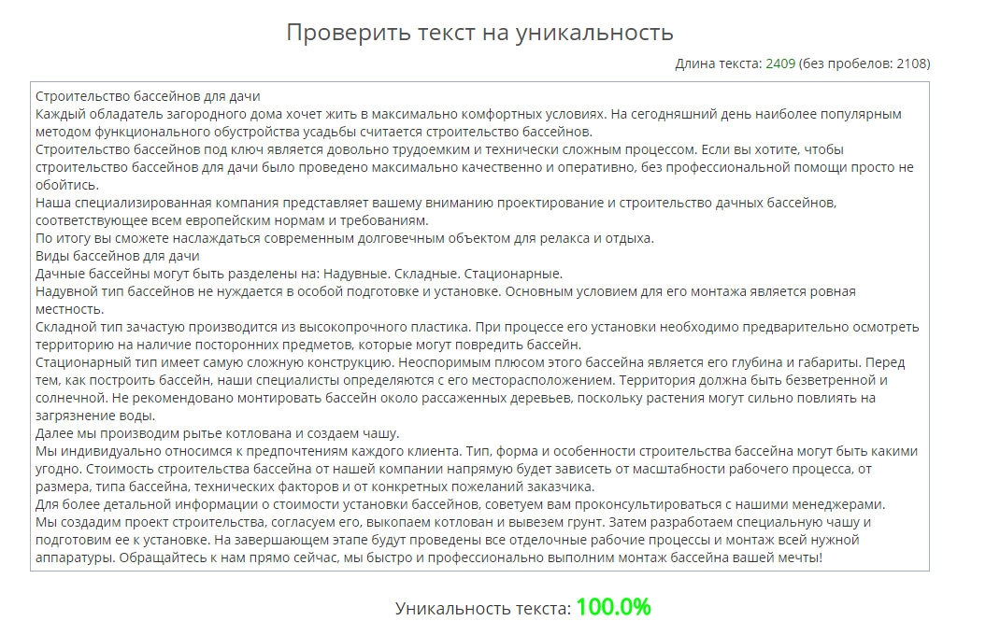 Проверить текст на уникальность
Длина текста: 2409 (без пробелов: 2108)
Строительство бассейнов для дачи
Каждый обладатель загородного дома хочет жить в максимально комфортных условиях. На сегодняшний день наиболее популярным
методом функционального обустройства усадьбы считается строительство бассейнов.
Строительство бассейнов под ключ является довольно трудоемким и технически сложным процессом. Если вы хотите, чтобы
строительство бассейнов для дачи было проведено максимально качественно и оперативно, без профессиональной помощи просто не
обойтись.
Наша специализированная компания представляет вашему вниманию проектирование и строительство дачных бассейнов,
соответствующее всем европейским нормам и требованиям.
По итогу вы сможете наслаждаться современным долговечным объектом для релакса и отдыха.
Виды бассейнов для дачи
Дачные бассейны могут быть разделены на: Надувные. Складные. Стационарные.
Надувной тип бассейнов не нуждается в особой подготовке и установке. Основным условием для его монтажа является ровная
местность.
Складной тип зачастую производится из высокопрочного пластика. При процессе его установки необходимо предварительно осмотреть
территорию на наличие посторонних предметов, которые могут повредить бассейн.
Стационарный тип имеет самую сложную конструкцию. Неоспоримым плюсом этого бассейна является его глубина и габариты. Перед
тем, как построить бассейн, наши специалисты определяются с его месторасположением. Территория должна быть безветренной и
солнечной. Не рекомендовано монтировать бассейн около рассаженных деревьев, поскольку растения могут сильно повлиять на
загрязнение воды.
Далее мы производим рытье котлована и создаем чашу.
Мы индивидуально относимся к предпочтениям каждого клиента. Тип, форма и особенности строительства бассейна могут быть какими
угодно. Стоимость строительства бассейна от нашей компании напрямую будет зависеть от масштабности рабочего процесса, от
размера, типа бассейна, технических факторов и от конкретных пожеланий заказчика.
Для более детальной информации о стоимости установки бассейнов, советуем вам проконсультироваться с нашими менеджерами.
Мы создадим проект строительства, согласуем его, выкопаем котлован и вывезем грунт. Затем разработаем специальную чашу и
подготовим ее к установке. На завершающем этапе будут проведены все отделочные рабочие процессы и монтаж всей нужной
аппаратуры. Обращайтесь к нам прямо сейчас, мы быстро и профессионально выполним монтаж бассейна вашей мечты!
Уникальность текста: 100.0%